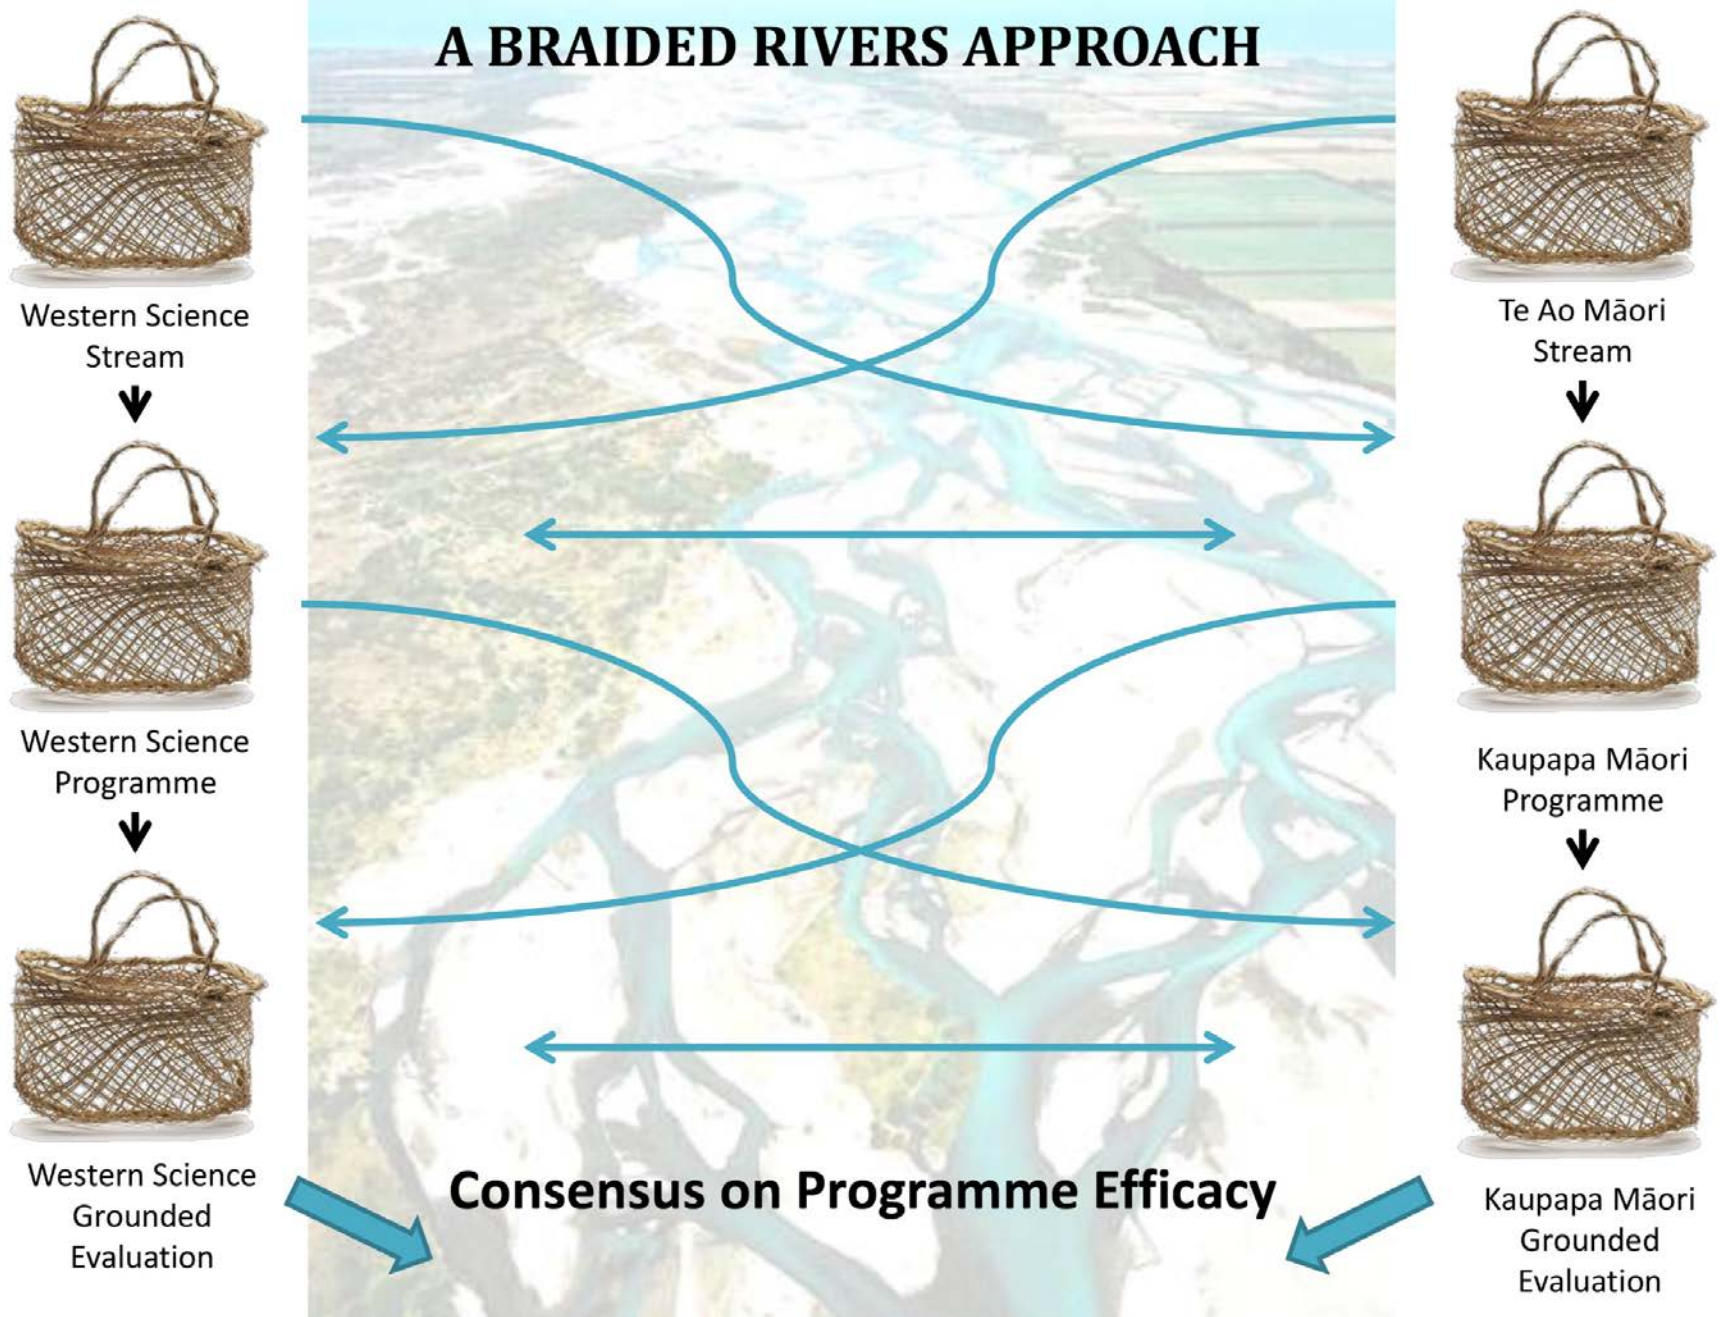 A BRAIDED RIVERS APPROACH
Western Science
Stream
Te Ao Māori
Stream
Western Science
Programme
Kaupapa Māori
Programme
Western Science
Grounded
Evaluation
Consensus on Programme Efficacy
Kaupapa Māori
Grounded
Evaluation